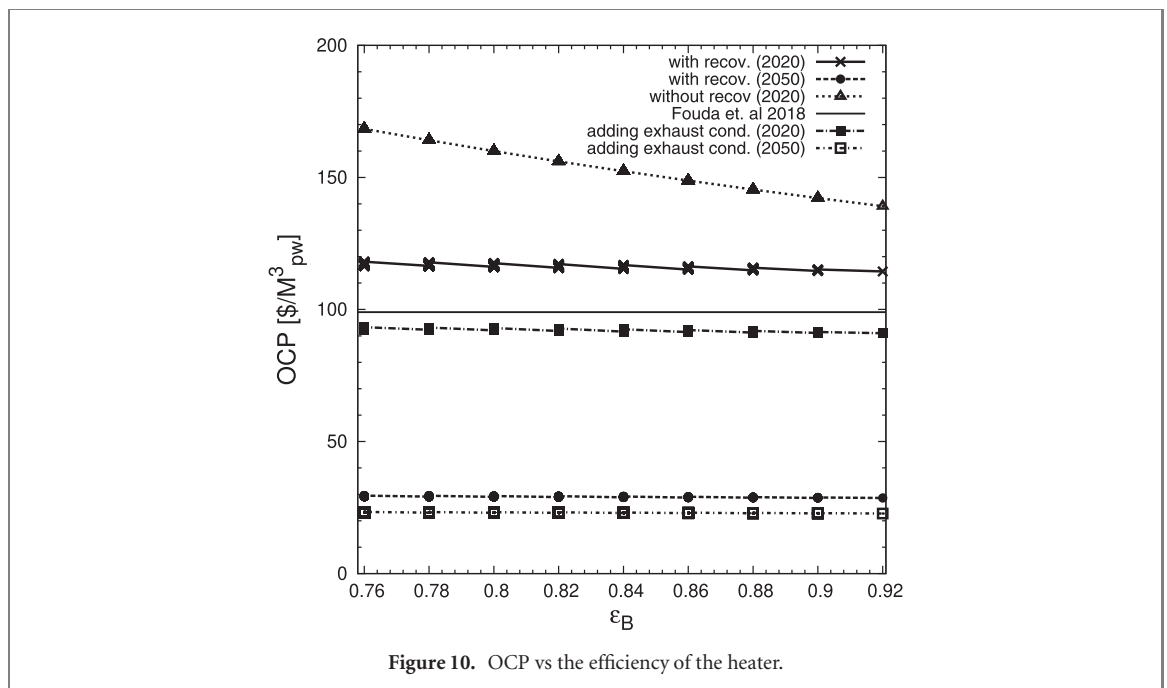 200
with recov. (2020)
with recov. (2050)
without recov (2020)
Fouda et. al 2018
adding exhaust cond. (2020)
adding exhaust cond. (2050)
150
100
50
0
OCP [$/M³pw]
0.76 0.78 0.8 0.82 0.84 0.86 0.88 0.9 0.92
εB
Figure 10. OCP vs the efficiency of the heater.